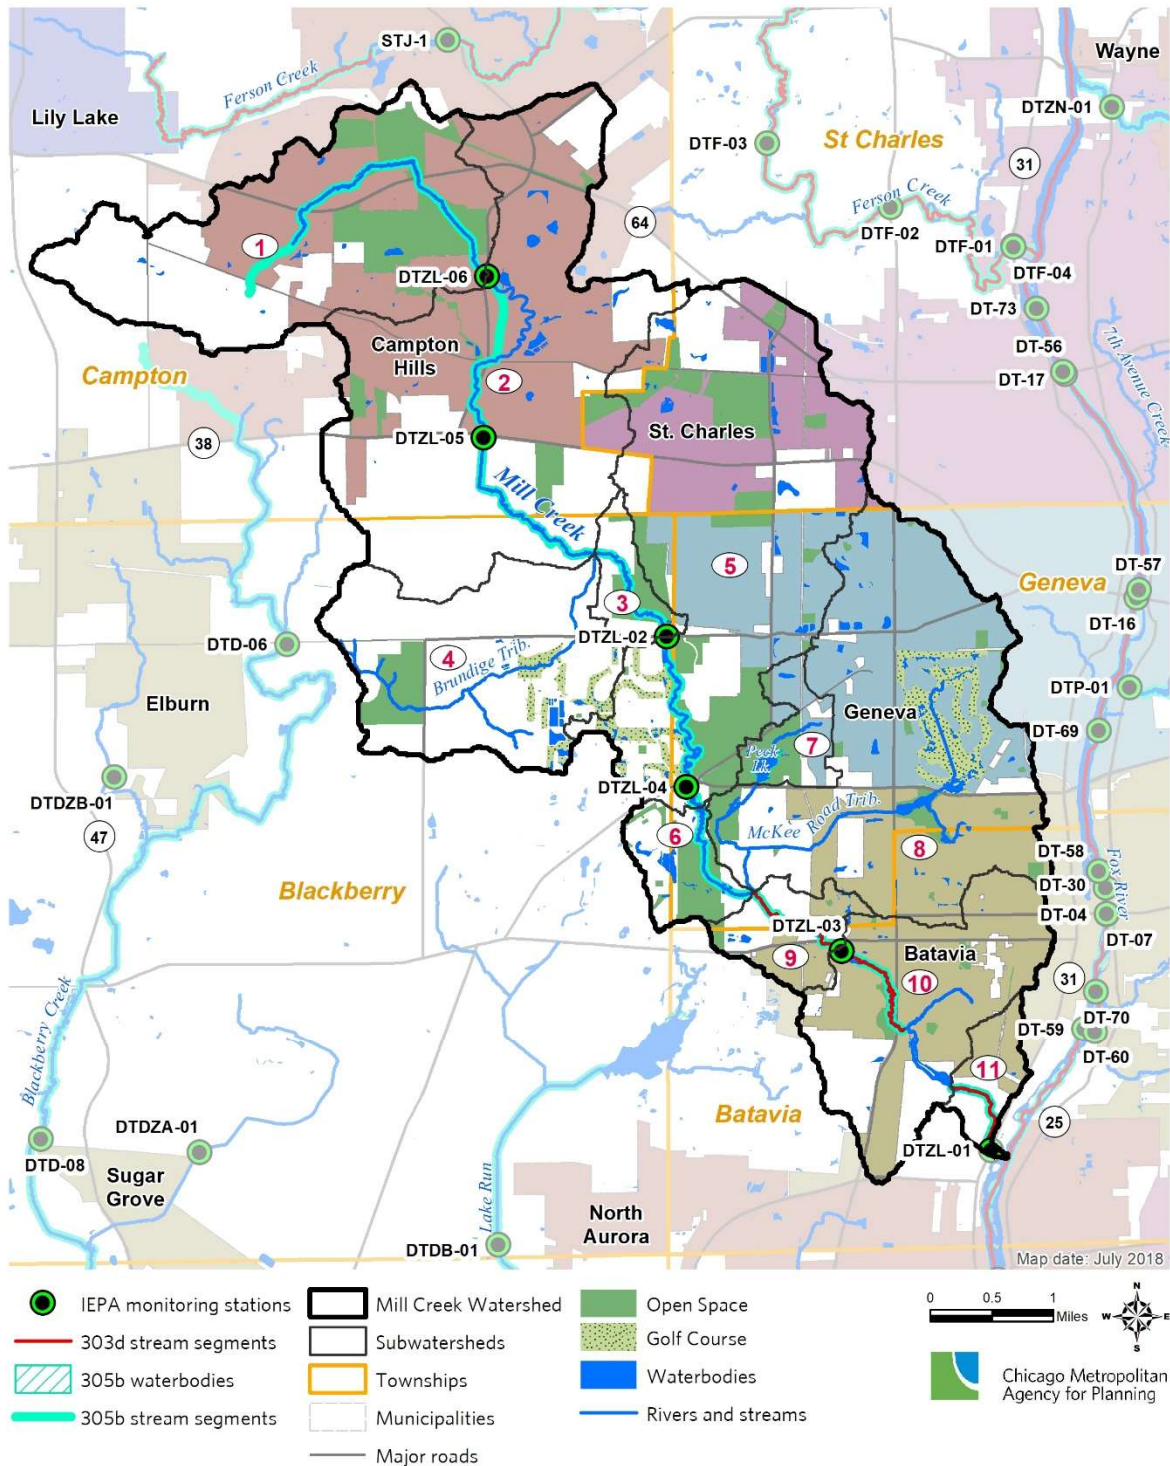 STJ-1
Wayne
Ferson Creek
Lily Lake
DTZN-01
DTF-03
St Charles
31
Ferson Creek
64
DTF-02
1
DTF-01
DTZL-06
DTF-04
DT-73
7th Avenue Creek
Campton
Hills
DT-56
Campton
2
DT-17
38
DTZL-05
St. Charles
Mill Creek
5
DT-57
Geneva
3
DT-16
DTD-06
DTZL-02
4
Brundige Trib.
DTP-01
Elburn
Geneva
DT-69
7
Peck
Lk.
DTDZB-01
DTZL-04
47
6
McKee Road Trib.
8
DT-58
Blackberry
DT-30
Fox River
DT-04
DTZL-03
DT-07
9
Batavia
10
31
Blackberry Creek
DT-70
DT-59
DT-60
11
Batavia
25
DTDZA-01
DTD-08
DTZL-01
Sugar
Grove
Lake Run
North
Aurora
DTDB-01
Map date: July 2018
IEPA monitoring stations
303d stream segments
305b waterbodies
305b stream segments
Mill Creek Watershed
Subwatersheds
Townships
Municipalities
Major roads
Open Space
Golf Course
Waterbodies
Rivers and streams
0 0.5 1
Miles
N
W E
S
Chicago Metropolitan
Agency for Planning